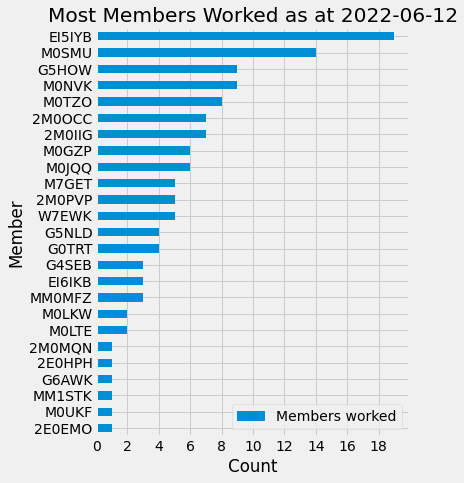 Most Members Worked as at 2022-06-12
Member
EI5IYB
M0SMU
G5HOW
M0NVK
M0TZO
2M0OCC
2M0IIG
M0GZP
M0JQQ
M7GET
2M0PVP
W7EWK
G5NLD
G0TRT
G4SEB
EI6IKB
MM0MFZ
M0LKW
M0LTE
2M0MQN
2E0HPH
G6AWK
MM1STK
M0UKF
2E0EMO
Members worked
0 2 4 6 8 10 12 14 16 18
Count